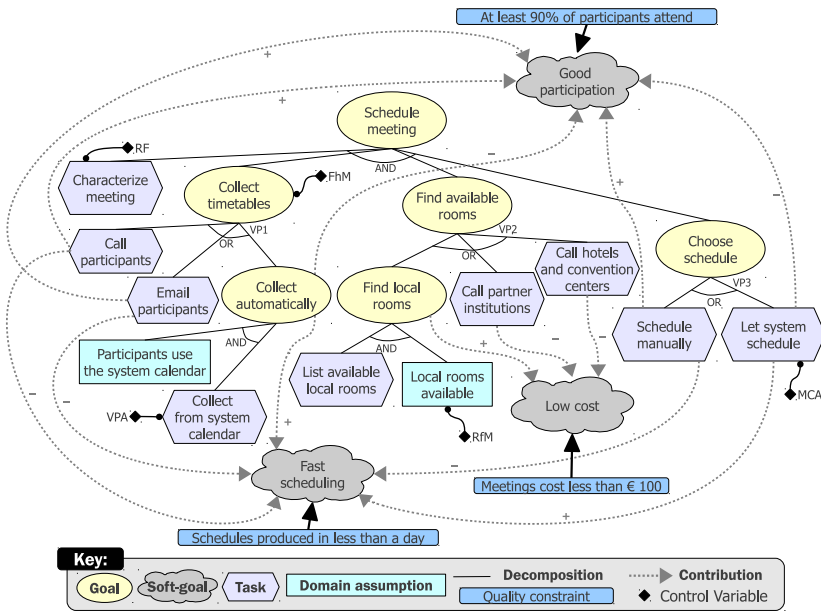 At least 90% of participants attend
+
Good
participation
+
Schedule
meeting
RF
AND
Characterize
meeting
Collect
timetables
FhM
Find available
rooms
–
–
+
VP1
OR
Call
participants
VP2
OR
Call hotels
and convention
centers
Choose
schedule
Email
participants
Collect
automatically
Find local
rooms
Call partner
institutions
VP3
OR
Participants use
the system calendar
AND
AND
+
–
–
Schedule
manually
Let system
schedule
–
–
List available
local rooms
Local rooms
available
MCA
VPA
Collect
from system
calendar
+
RfM
Low cost
Fast
scheduling
–
Meetings cost less than € 100
+
Schedules produced in less than a day
Key:
Goal
Soft-goal
Task
Domain assumption
Decomposition
Contribution
Quality constraint
Control Variable